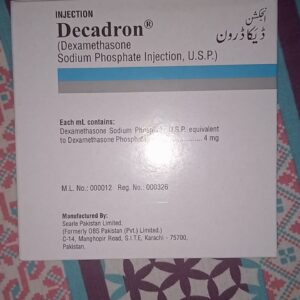 INJECTION
Decadron®
(Dexamethasone
Sodium Phosphate Injection, U.S.P.)
انجکشن
ڈیکاڈرون®
Each mL contains:
Dexamethasone Sodium Phosphate U.S.P. equivalent
to Dexamethasone Phosphate ............... 4 mg
M.L. No.: 000012 Reg. No.: 000326
Manufactured By:
Searle Pakistan Limited.
(Formerly OBS Pakistan (Pvt.) Limited.)
C-14, Manghopir Road, S.I.T.E, Karachi - 75700,
Pakistan.